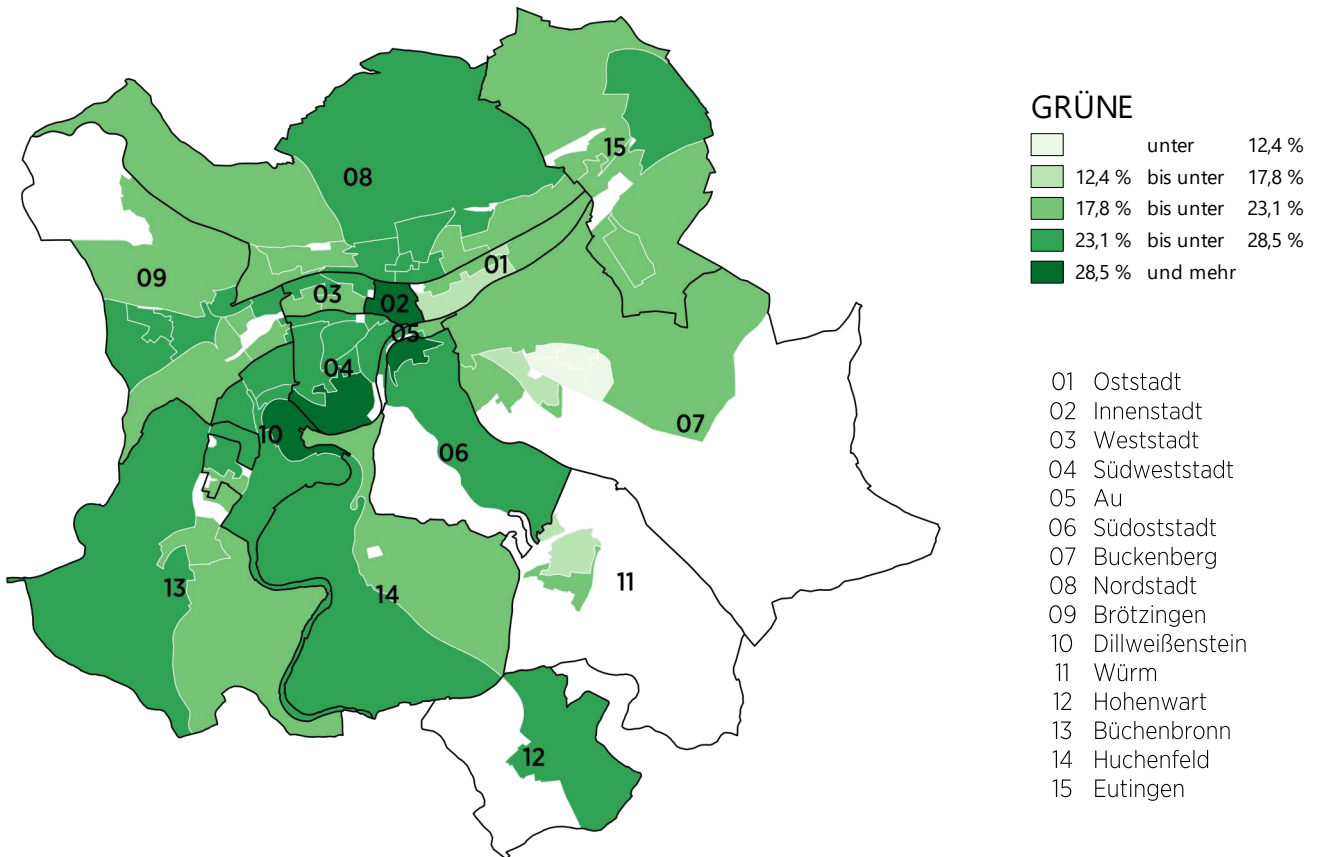 GRÜNE
unter 12,4 %
12,4 % bis unter 17,8 %
17,8 % bis unter 23,1 %
23,1 % bis unter 28,5 %
28,5 % und mehr
01 Oststadt
02 Innenstadt
03 Weststadt
04 Südweststadt
05 Au
06 Südoststadt
07 Buckenberg
08 Nordstadt
09 Brötzingen
10 Dillweißenstein
11 Würm
12 Hohenwart
13 Büchenbronn
14 Huchenfeld
15 Eutingen
15
08
01
09
03
02
05
04
07
10
06
11
13
14
12